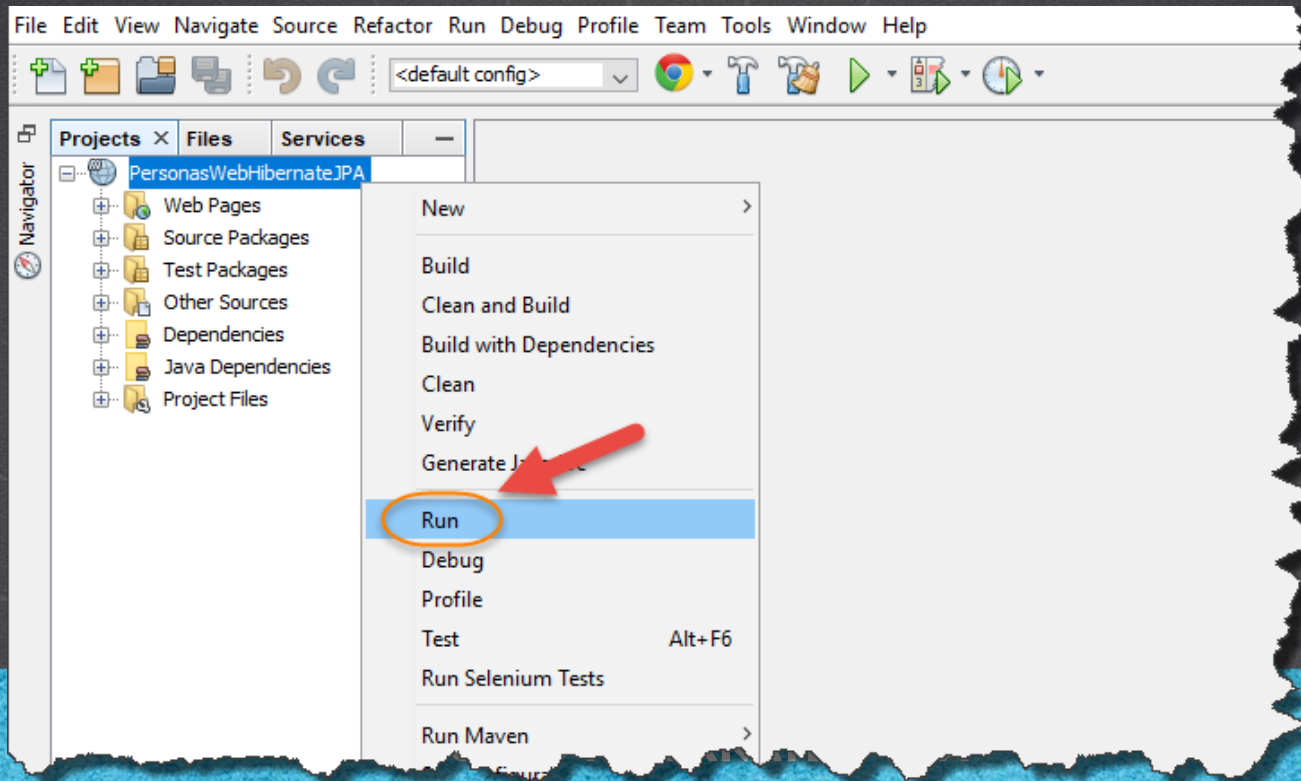 File Edit View Navigate Source Refactor Run Debug Profile Team Tools Window Help
<default config>
Projects Files Services
Navigator
PersonasWebHibernateJPA
Web Pages
Source Packages
Test Packages
Other Sources
Dependencies
Java Dependencies
Project Files
New
Build
Clean and Build
Build with Dependencies
Clean
Verify
Generate
Run
Debug
Profile
Test Alt+F6
Run Selenium Tests
Run Maven